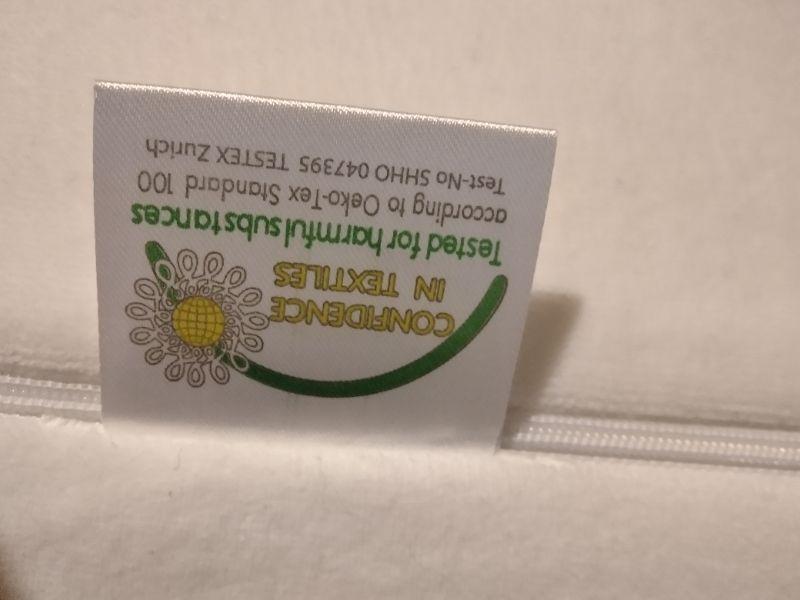 CONFIDENCE
IN TEXTILES
Tested for harmful substances
according to Oeko-Tex Standard 100
Test-No SHHO 047395 TESTEX Zurich